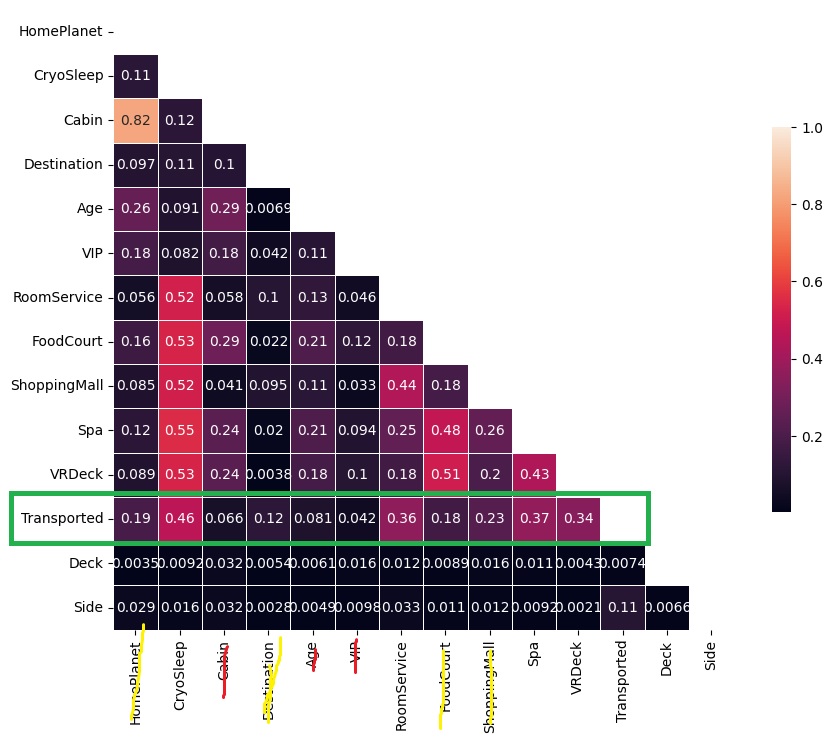 HomePlanet
CryoSleep 0.11
Cabin 0.82 0.12
Destination 0.097 0.11 0.1
Age 0.26 0.091 0.29 0.0069
VIP 0.18 0.082 0.18 0.042 0.11
RoomService 0.056 0.52 0.058 0.1 0.13 0.046
FoodCourt 0.16 0.53 0.29 0.022 0.21 0.12 0.18
ShoppingMall 0.085 0.52 0.041 0.095 0.11 0.033 0.44 0.18
Spa 0.12 0.55 0.24 0.02 0.21 0.094 0.25 0.48 0.26
VRDeck 0.089 0.53 0.24 0.0038 0.18 0.1 0.18 0.51 0.2 0.43
Transported 0.19 0.46 0.066 0.12 0.081 0.042 0.36 0.18 0.23 0.37 0.34
Deck 0.0035 0.0092 0.032 0.0054 0.0061 0.016 0.012 0.0089 0.016 0.011 0.0043 0.0074
Side 0.029 0.016 0.032 0.0028 0.0049 0.0098 0.033 0.011 0.012 0.0092 0.0021 0.11 0.0066
HomePlanet CryoSleep Cabin Destination Age VIP RoomService FoodCourt ShoppingMall Spa VRDeck Transported Deck Side
1.0
0.8
0.6
0.4
0.2